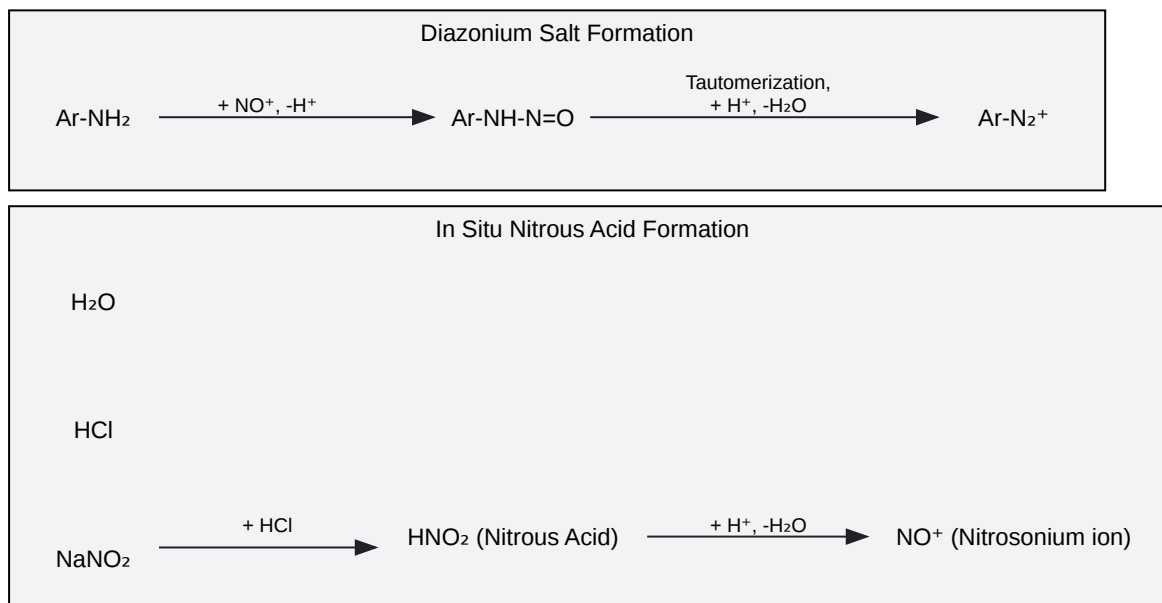 Diazonium Salt Formation
Ar-NH₂
+ NO⁺, -H⁺
Ar-NH-N=O
Tautomerization,
+ H⁺, -H₂O
Ar-N₂⁺
In Situ Nitrous Acid Formation
H₂O
HCl
NaNO₂
+ HCl
HNO₂ (Nitrous Acid)
+ H⁺, -H₂O
NO⁺ (Nitrosonium ion)